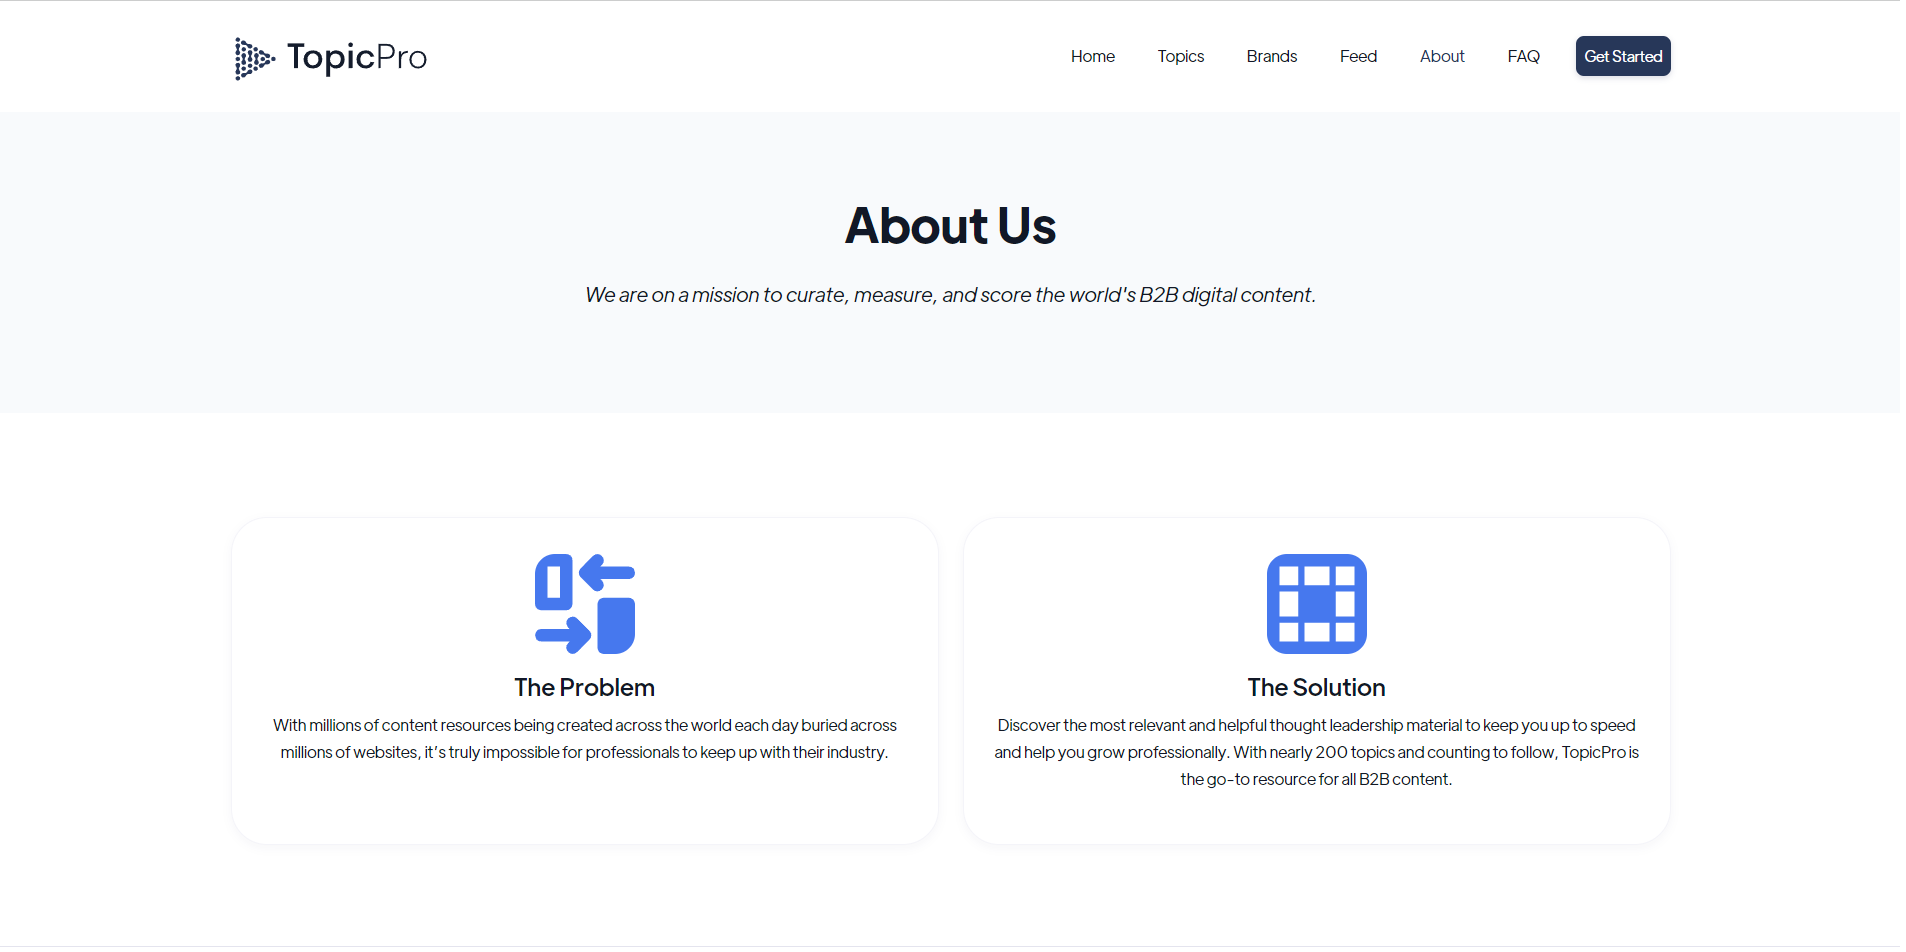 TopicPro
Home Topics Brands Feed About FAQ Get Started
About Us
We are on a mission to curate, measure, and score the world's B2B digital content.
The Problem
With millions of content resources being created across the world each day buried across
millions of websites, it’s truly impossible for professionals to keep up with their industry.
The Solution
Discover the most relevant and helpful thought leadership material to keep you up to speed
and help you grow professionally. With nearly 200 topics and counting to follow, TopicPro is
the go-to resource for all B2B content.